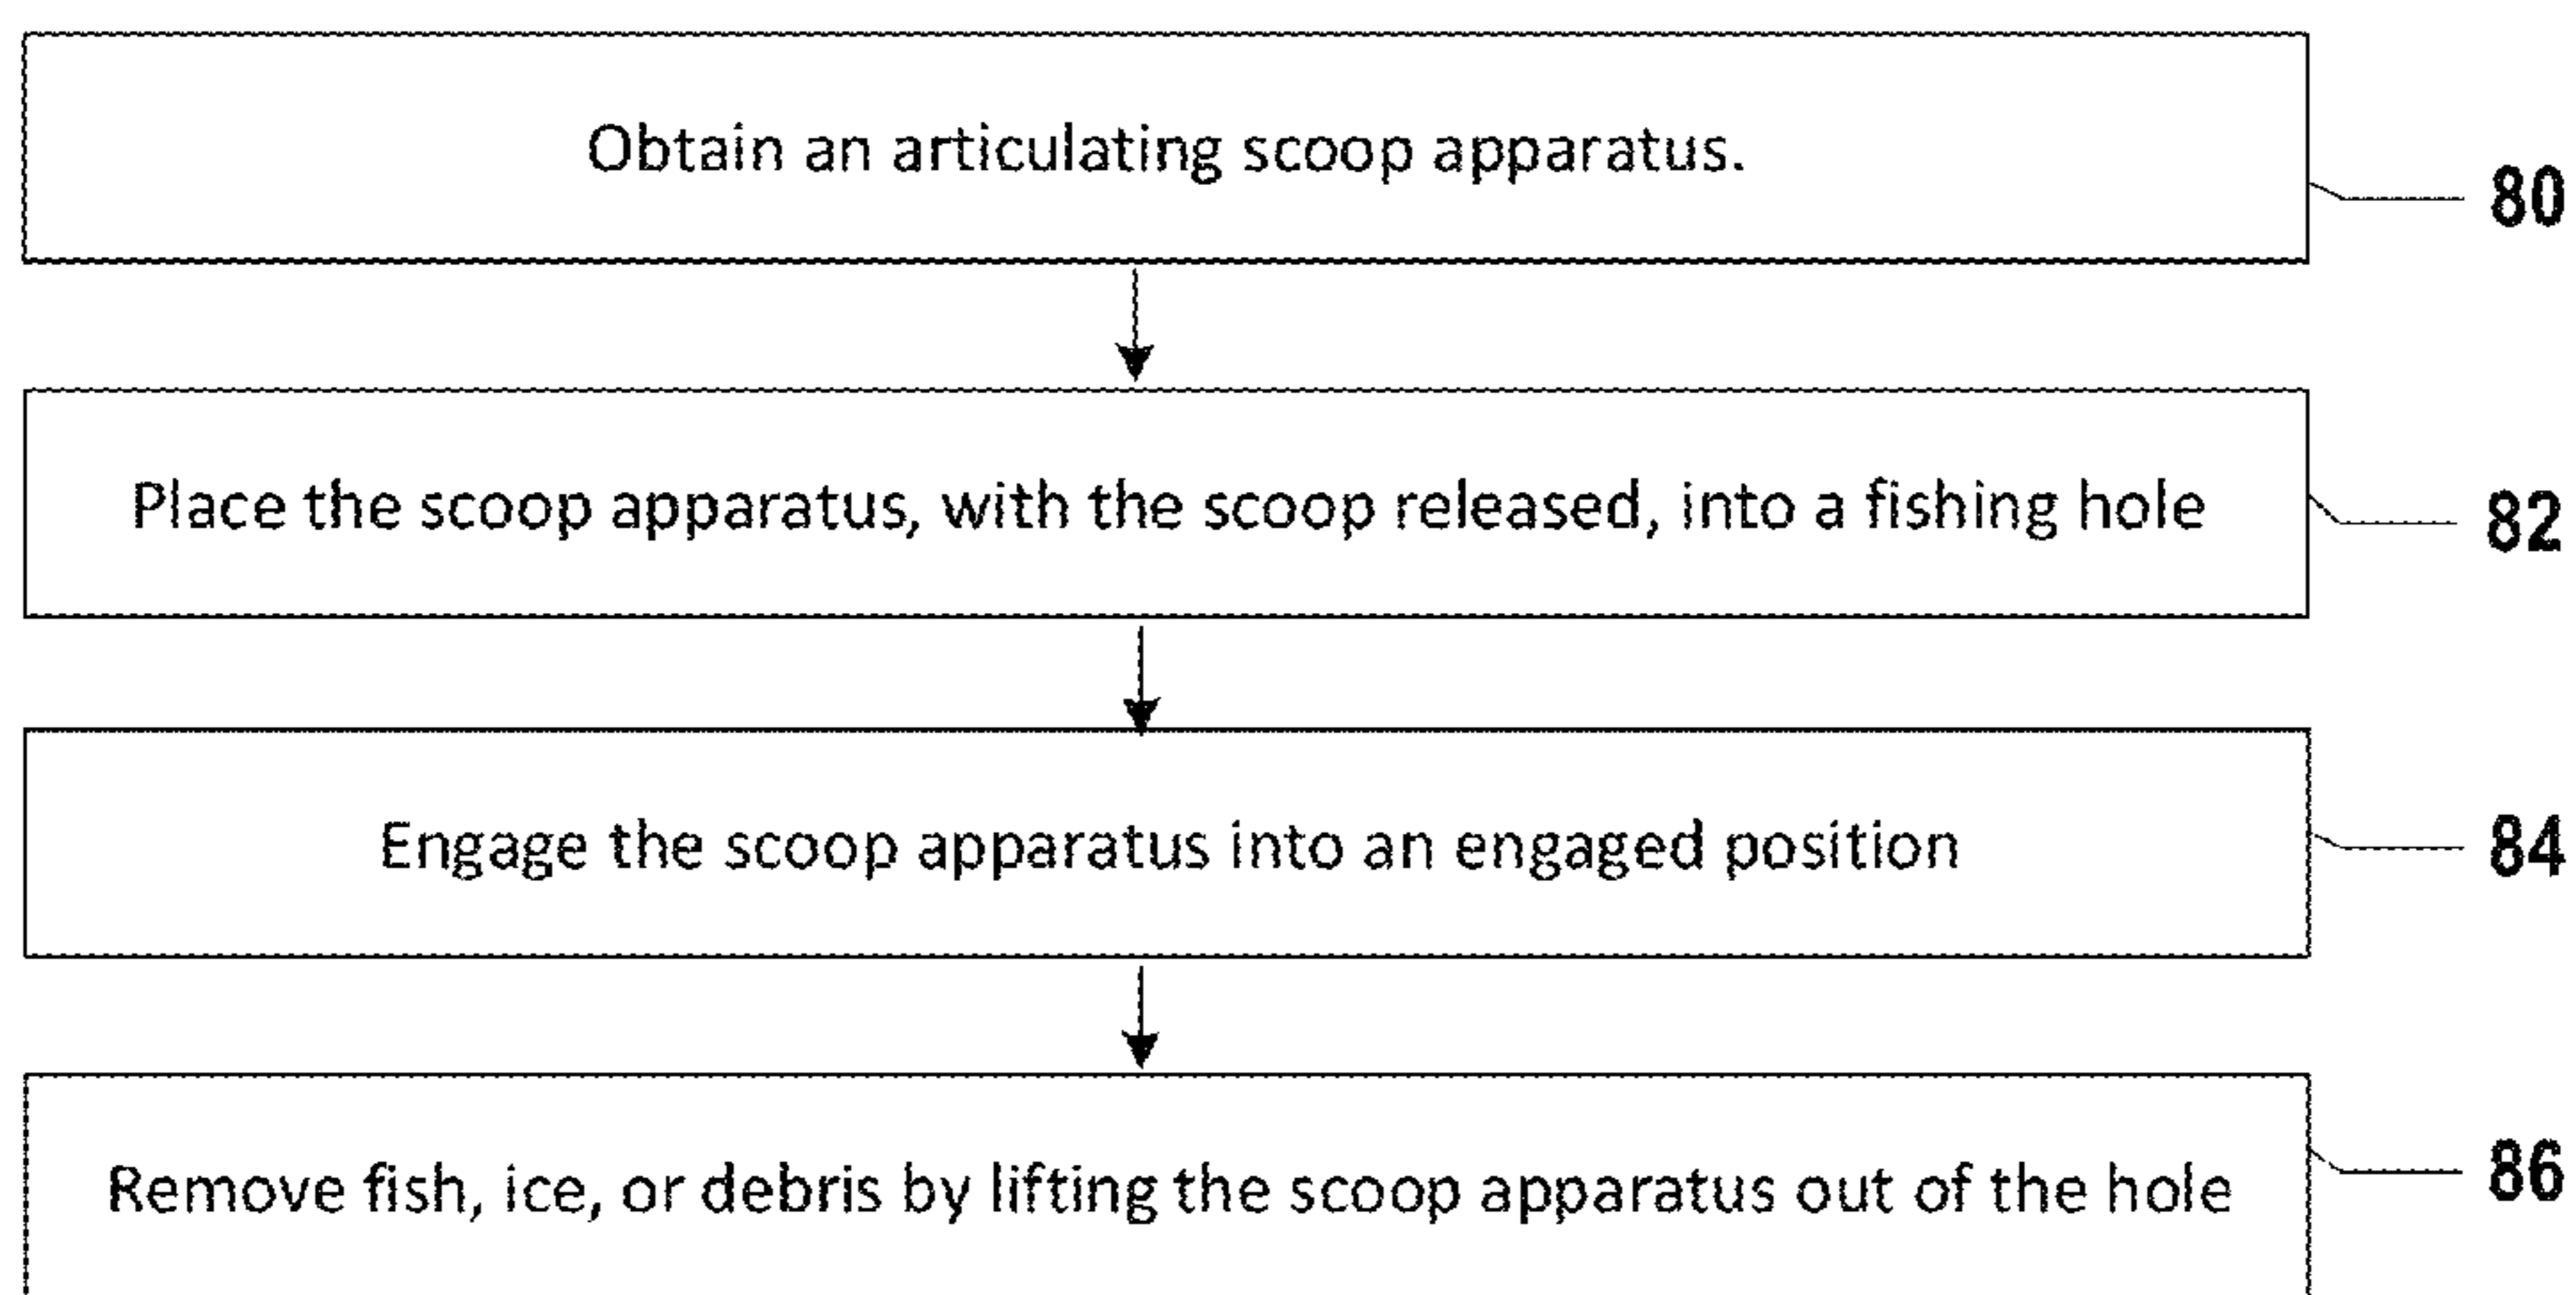 Obtain an articulating scoop apparatus.
80
Place the scoop apparatus, with the scoop released, into a fishing hole
82
Engage the scoop apparatus into an engaged position
84
Remove fish, ice, or debris by lifting the scoop apparatus out of the hole
86